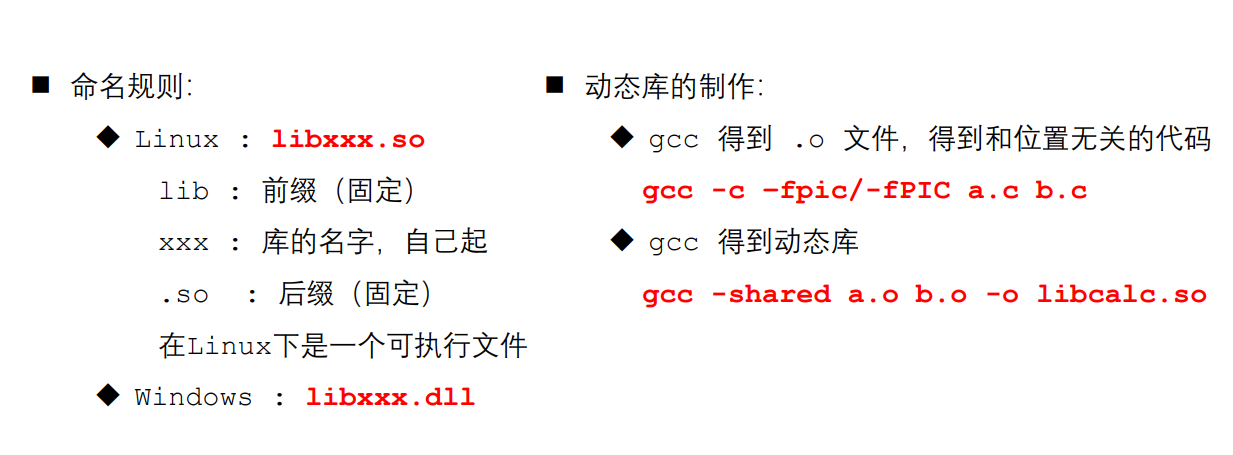 ■ 命名规则:
◆ Linux : libxxx.so
lib : 前缀（固定）
xxx : 库的名字，自己起
.so : 后缀（固定）
在Linux下是一个可执行文件
◆ Windows : libxxx.dll
■ 动态库的制作:
◆ gcc 得到 .o 文件，得到和位置无关的代码
gcc -c –fpic/-fPIC a.c b.c
◆ gcc 得到动态库
gcc -shared a.o b.o -o libcalc.so